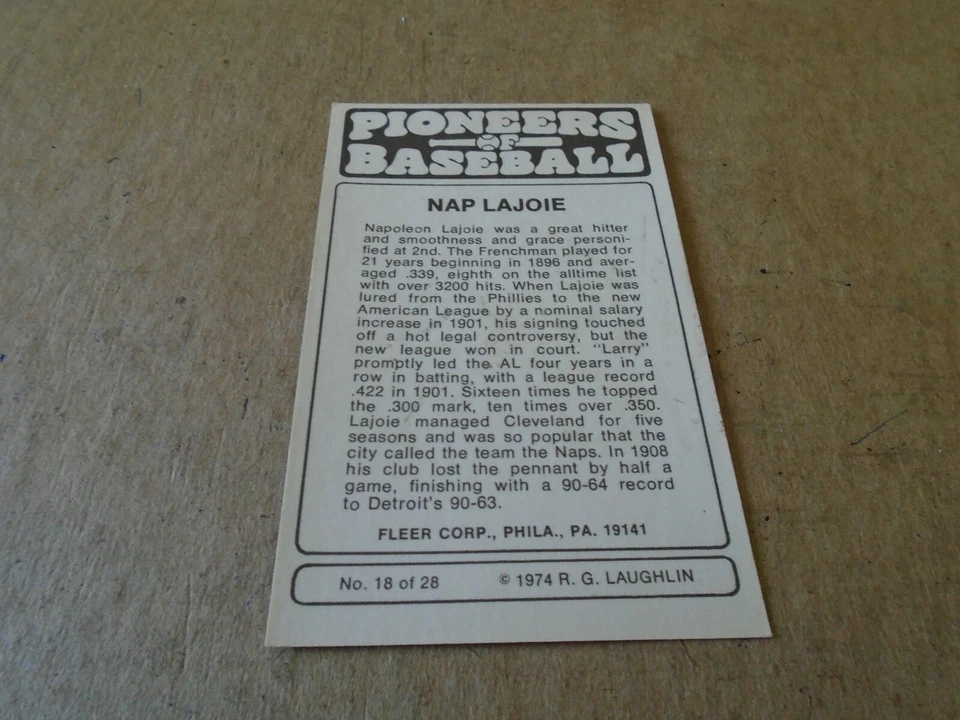 PIONEERS
OF
BASEBALL
NAP LAJOIE
Napoleon Lajoie was a great hitter
and smoothness and grace personi-
fied at 2nd. The Frenchman played for
21 years beginning in 1896 and aver-
aged .339, eighth on the alltime list
with over 3200 hits. When Lajoie was
lured from the Phillies to the new
American League by a nominal salary
increase in 1901, his signing touched
off a hot legal controversy, but the
new league won in court. "Larry"
promptly led the AL four years in a
row in batting, with a league record
.422 in 1901. Sixteen times he topped
the .300 mark, ten times over .350.
Lajoie managed Cleveland for five
seasons and was so popular that the
city called the team the Naps. In 1908
his club lost the pennant by half a
game, finishing with a 90-64 record
to Detroit's 90-63.
FLEER CORP., PHILA., PA. 19141
No. 18 of 28 © 1974 R. G. LAUGHLIN